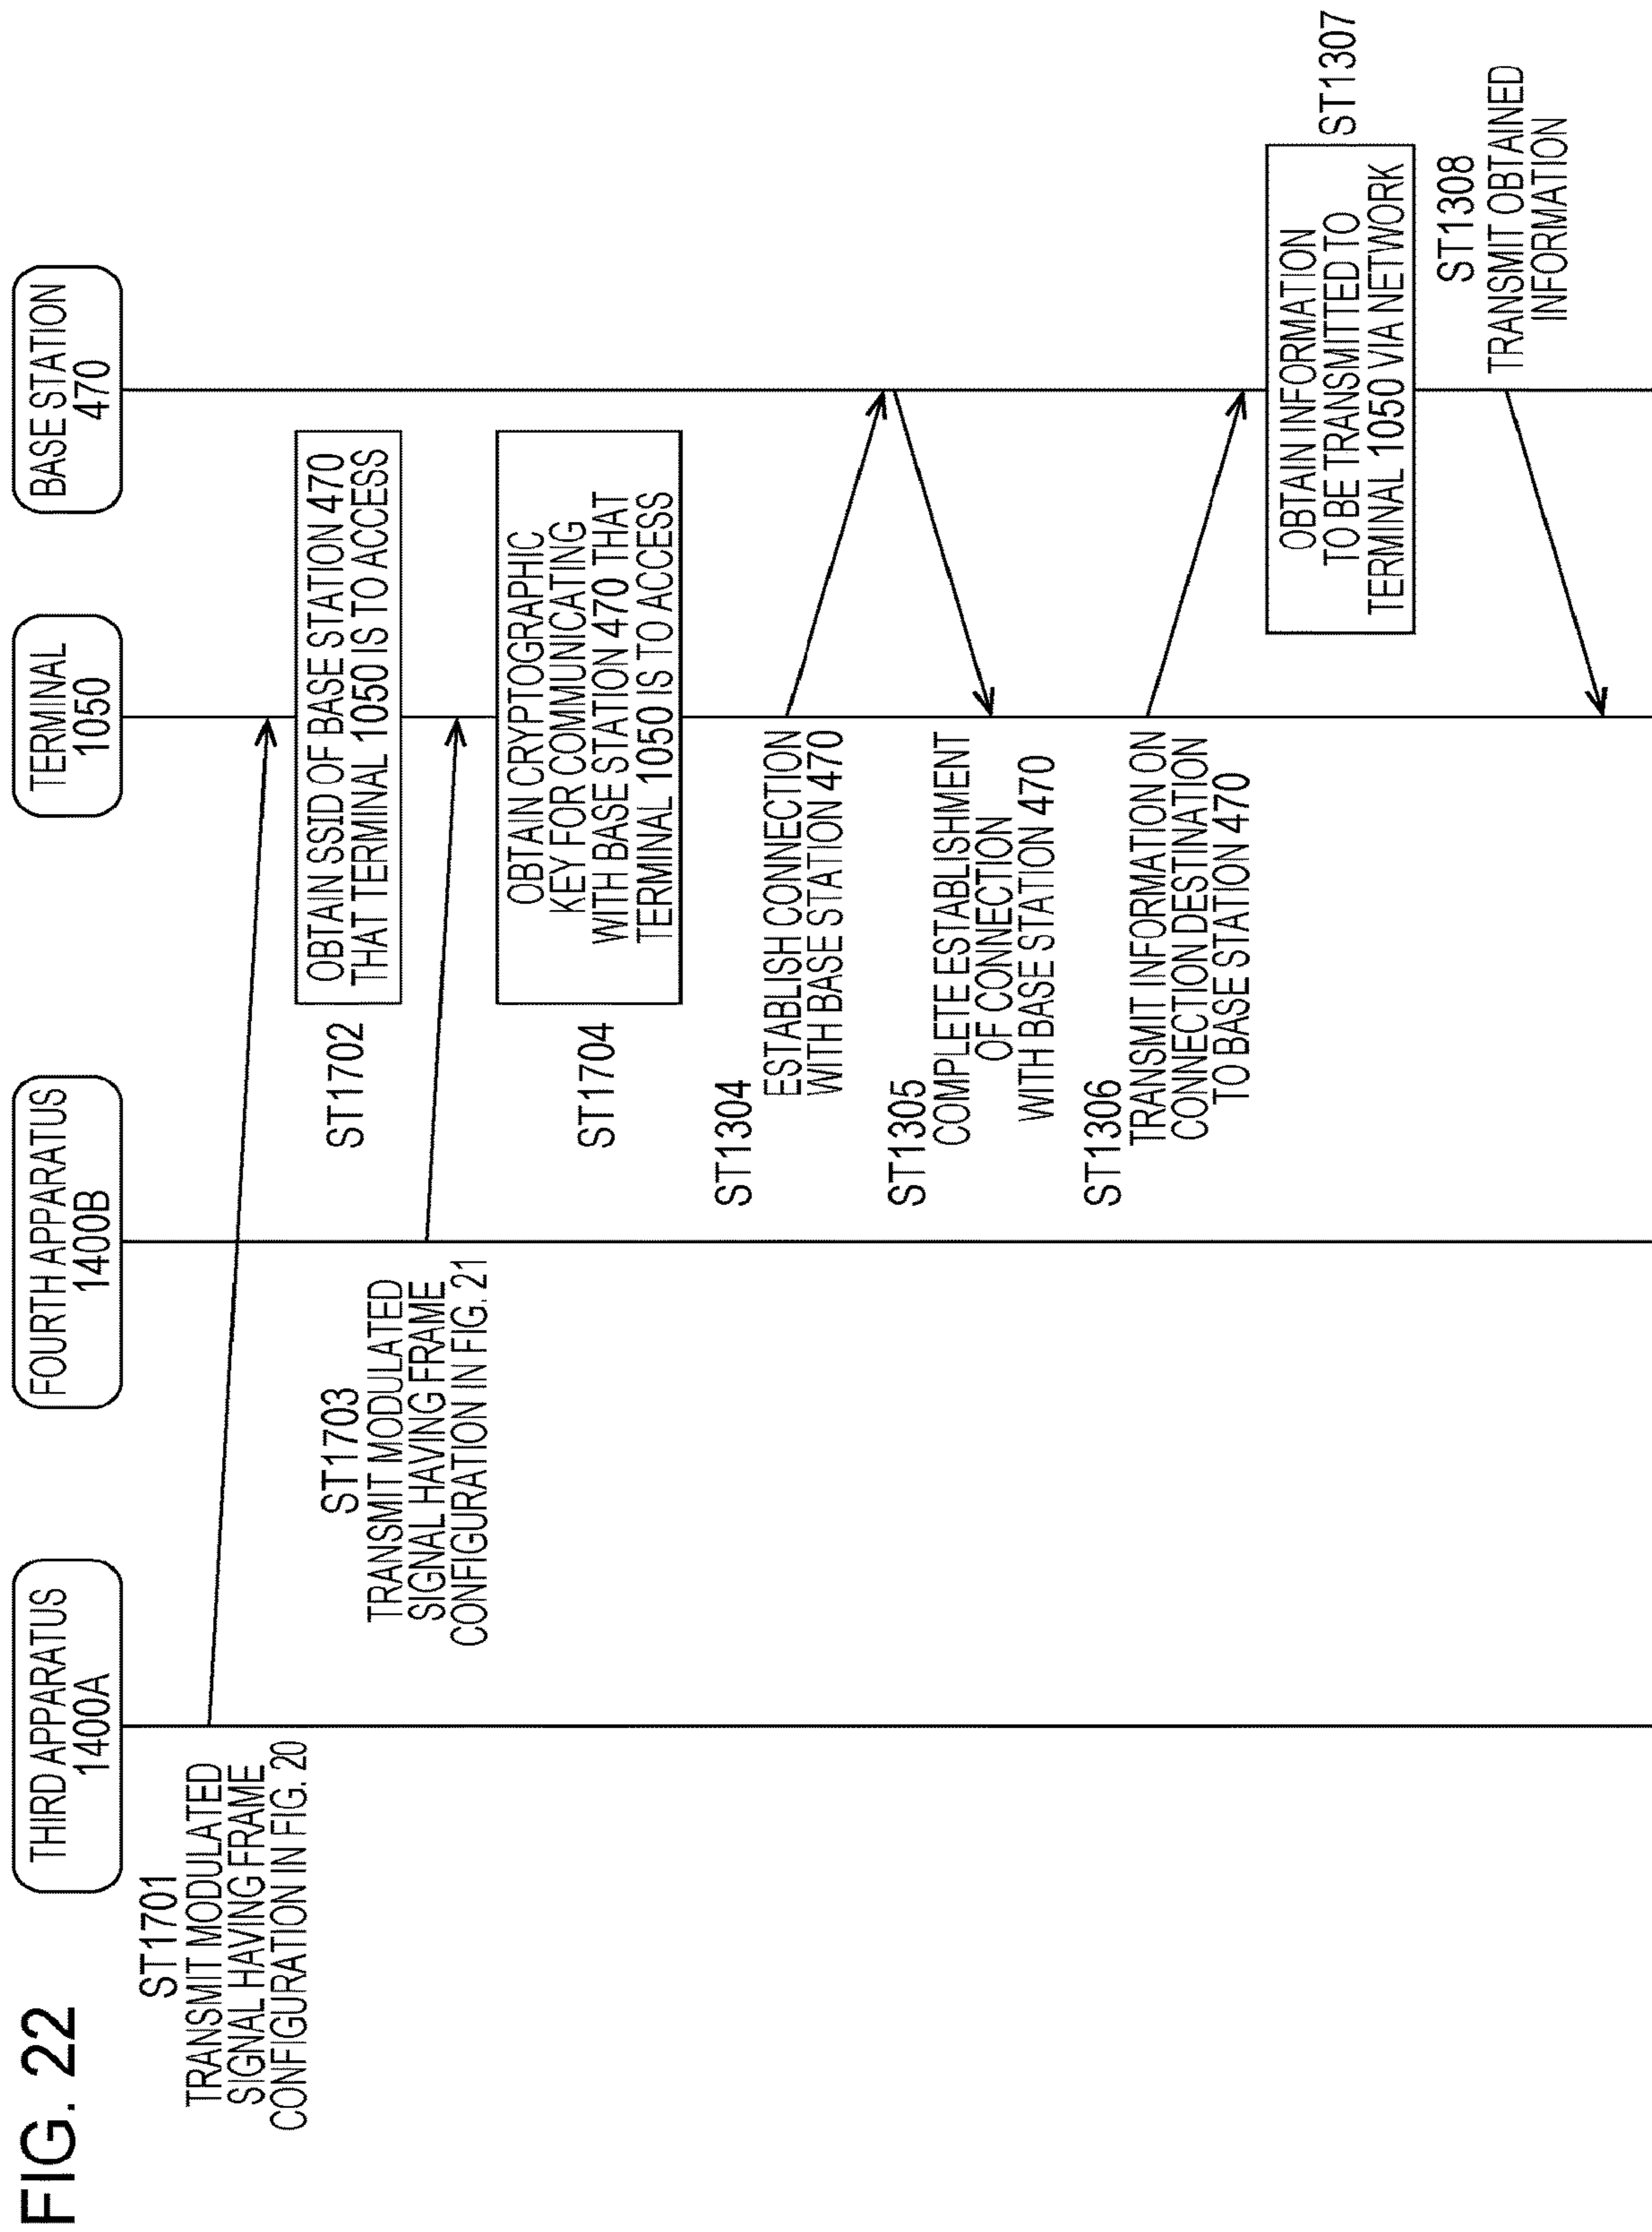 FIG. 22
THIRD APPARATUS
1400A
FOURTH APPARATUS
1400B
TERMINAL
1050
BASE STATION
470
ST1701
TRANSMIT MODULATED
SIGNAL HAVING FRAME
CONFIGURATION IN FIG. 20
ST1702
OBTAIN SSID OF BASE STATION 470
THAT TERMINAL 1050 IS TO ACCESS
ST1703
TRANSMIT MODULATED
SIGNAL HAVING FRAME
CONFIGURATION IN FIG. 21
ST1704
OBTAIN CRYPTOGRAPHIC
KEY FOR COMMUNICATING
WITH BASE STATION 470 THAT
TERMINAL 1050 IS TO ACCESS
ST1304
ESTABLISH CONNECTION
WITH BASE STATION 470
ST1305
COMPLETE ESTABLISHMENT
OF CONNECTION
WITH BASE STATION 470
ST1306
TRANSMIT INFORMATION ON
CONNECTION DESTINATION
TO BASE STATION 470
ST1307
OBTAIN INFORMATION
TO BE TRANSMITTED TO
TERMINAL 1050 VIA NETWORK
ST1308
TRANSMIT OBTAINED
INFORMATION